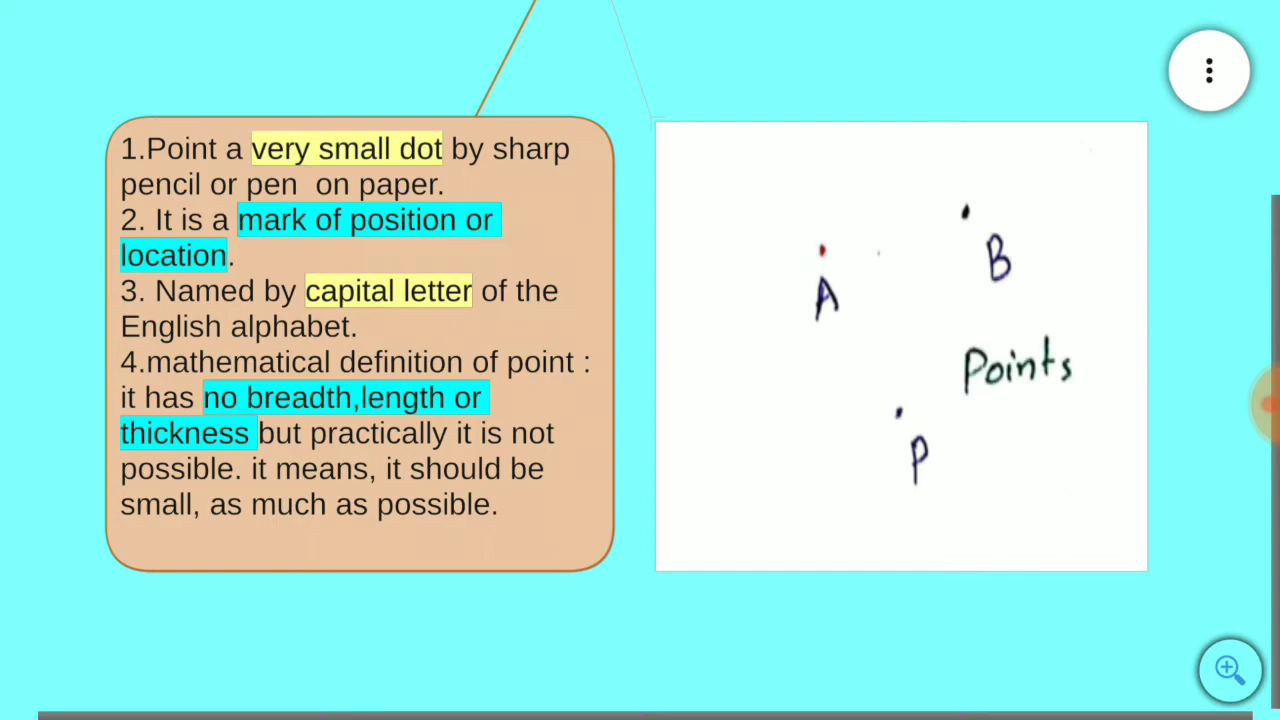 1.Point a very small dot by sharp
pencil or pen  on paper.
2. It is a mark of position or
location.
3. Named by capital letter of the
English alphabet.
4.mathematical definition of point :
it has no breadth,length or
thickness but practically it is not
possible. it means, it should be
small, as much as possible.
A
B
Points
P